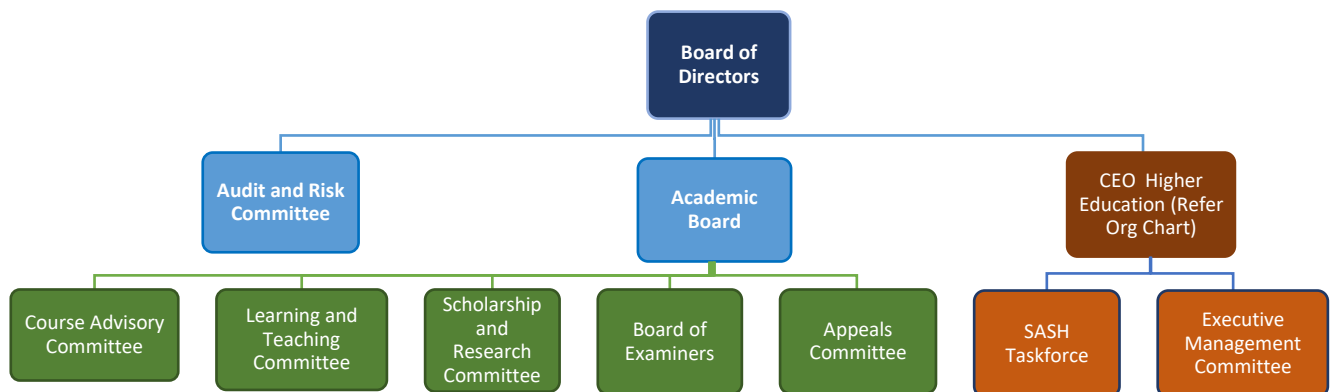 Board of
Directors
Audit and Risk
Committee
Academic
Board
CEO Higher
Education (Refer
Org Chart)
Course Advisory
Committee
Learning and
Teaching
Committee
Scholarship
and
Research
Committee
Board of
Examiners
Appeals
Committee
SASH
Taskforce
Executive
Management
Committee